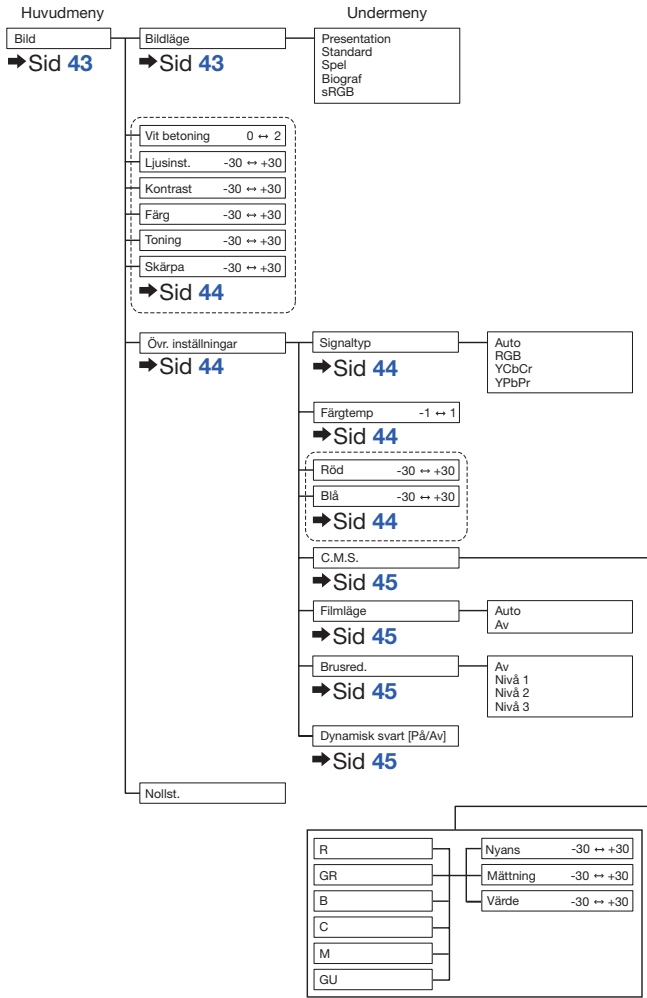 Huvudmeny
Undermeny
Bild
➡Sid 43
Bildläge
➡Sid 43
Presentation
Standard
Spel
Biograf
sRGB
Vit betoning 0 ↔ 2
Ljusinst. -30 ↔ +30
Kontrast -30 ↔ +30
Färg -30 ↔ +30
Toning -30 ↔ +30
Skärpa -30 ↔ +30
➡Sid 44
Övr. inställningar
➡Sid 44
Signaltyp
➡Sid 44
Auto
RGB
YCbCr
YPbPr
Färgtemp -1 ↔ 1
➡Sid 44
Röd -30 ↔ +30
Blå -30 ↔ +30
➡Sid 44
C.M.S.
➡Sid 45
Filmläge
➡Sid 45
Auto
Av
Brusred.
➡Sid 45
Av
Nivå 1
Nivå 2
Nivå 3
Dynamisk svart [På/Av]
➡Sid 45
Nollst.
R
GR
B
C
M
GU
Nyans -30 ↔ +30
Mättning -30 ↔ +30
Värde -30 ↔ +30